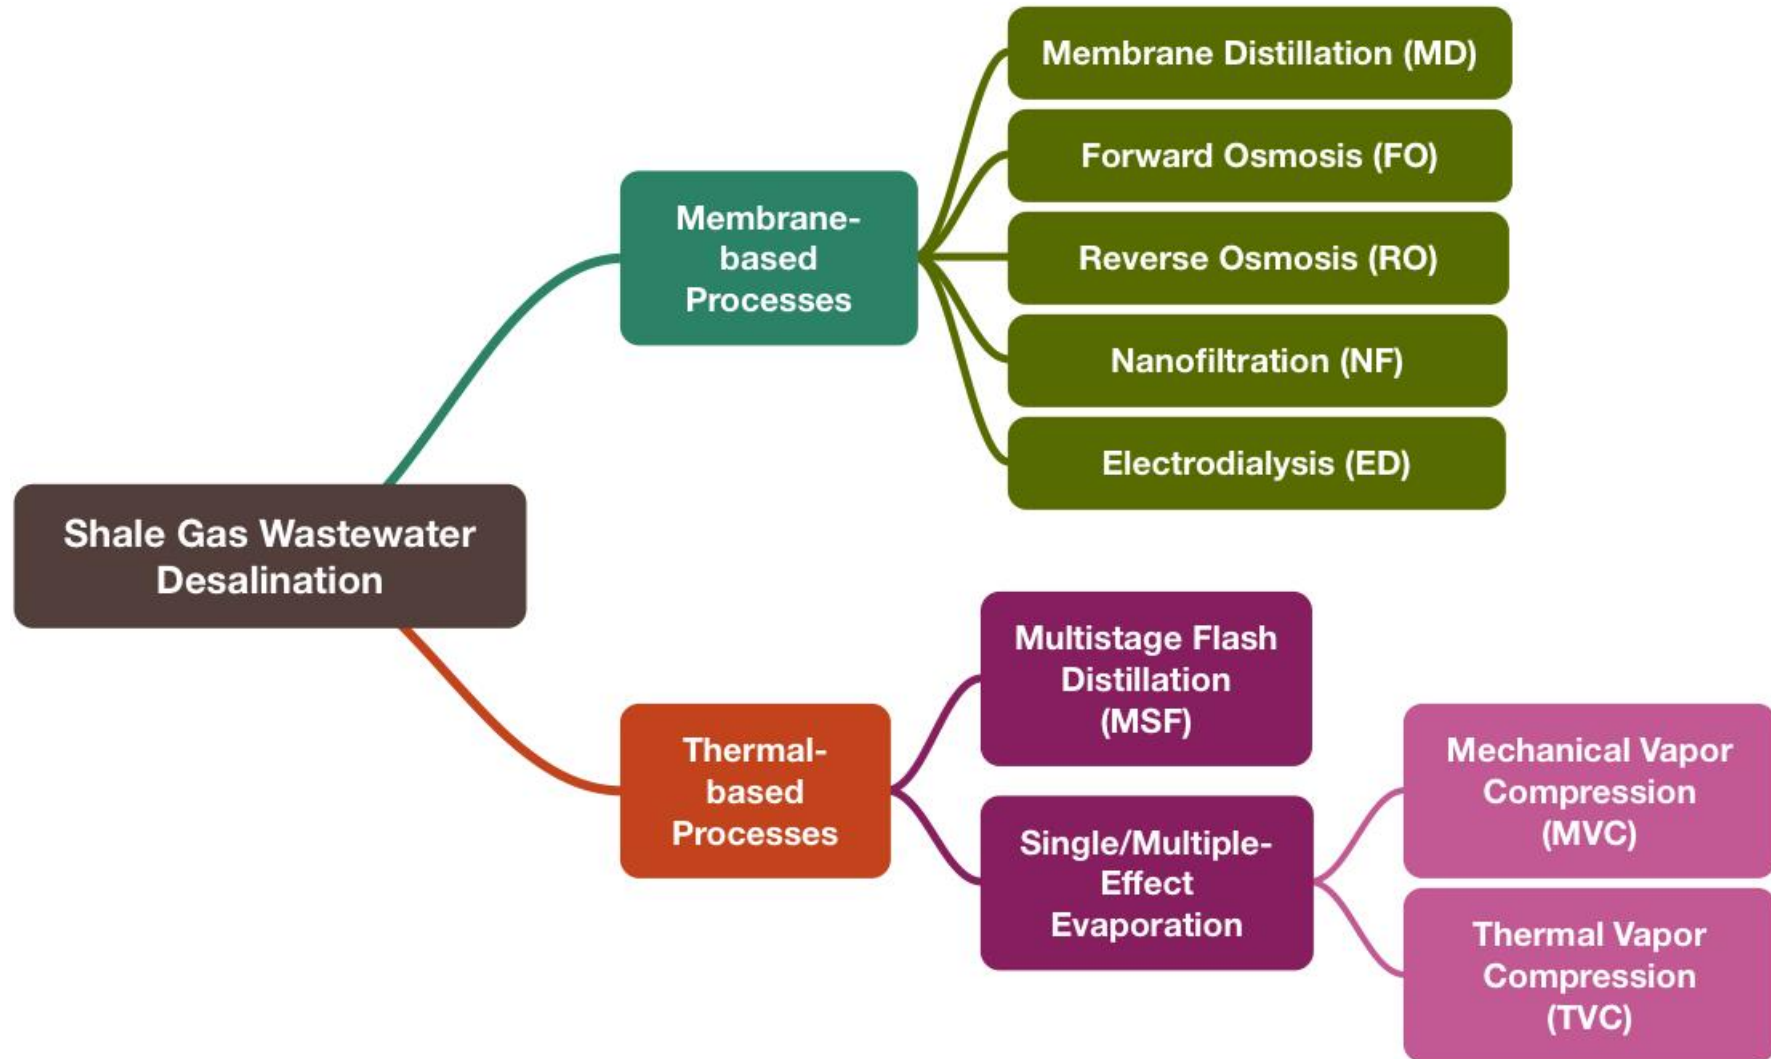 Membrane Distillation (MD)
Forward Osmosis (FO)
Membrane-
based
Processes
Reverse Osmosis (RO)
Nanofiltration (NF)
Electrodialysis (ED)
Shale Gas Wastewater
Desalination
Multistage Flash
Distillation
(MSF)
Thermal-
based
Processes
Single/Multiple-
Effect
Evaporation
Mechanical Vapor
Compression
(MVC)
Thermal Vapor
Compression
(TVC)